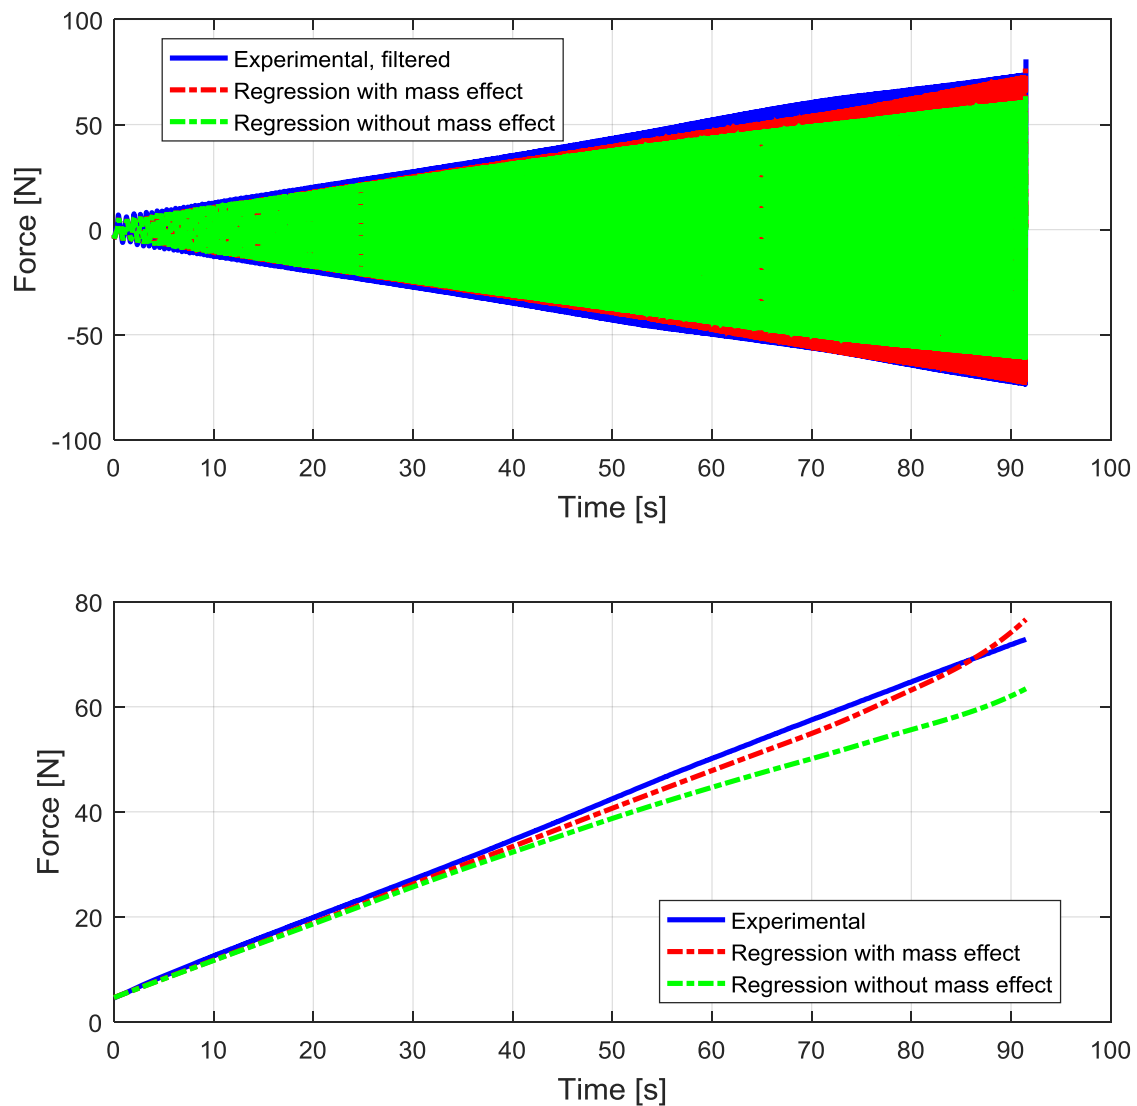 100
50
0
-50
-100
Force [N]
Experimental, filtered
Regression with mass effect
Regression without mass effect
0 10 20 30 40 50 60 70 80 90 100
Time [s]
80
60
40
20
0
Force [N]
Experimental
Regression with mass effect
Regression without mass effect
0 10 20 30 40 50 60 70 80 90 100
Time [s]